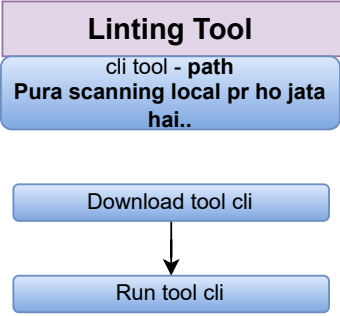 Linting Tool
cli tool - path
Pura scanning local pr ho jata
hai..
Download tool cli
Run tool cli